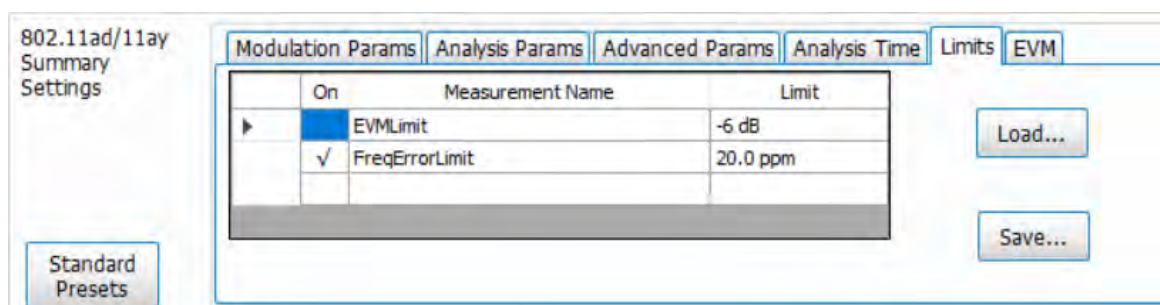 802.11ad/11ay
Summary
Settings
Modulation Params Analysis Params Advanced Params Analysis Time Limits EVM
On Measurement Name Limit
EVMLimit -6 dB
√ FreqErrorLimit 20.0 ppm
Load...
Save...
Standard
Presets